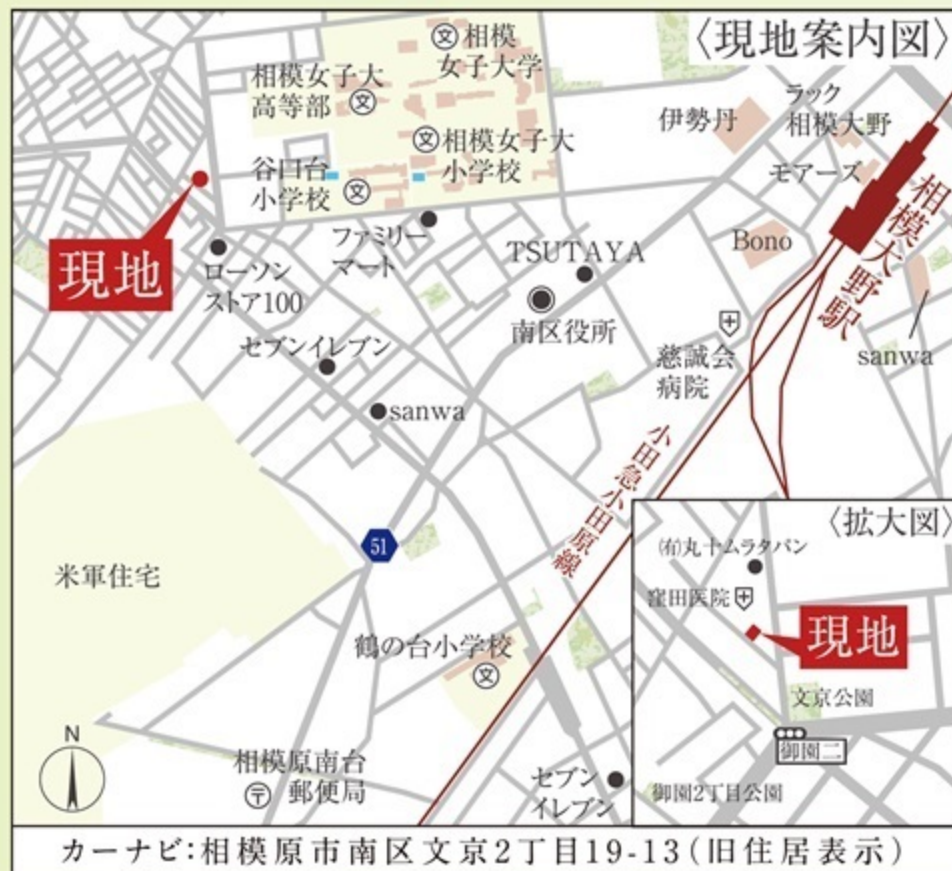 〈現地案内図〉
相模
女子大学
相模女子大
高等部
相模女子大
小学校
谷口台
小学校
伊勢丹
ラック
相模大野
モアーズ
相模大野駅
現地
ローソン
ストア100
ファミリー
マート
TSUTAYA
Bono
南区役所
セブンイレブン
慈誠会
病院
sanwa
sanwa
小田急小田原線
51
米軍住宅
鶴の台小学校
N
相模原南台
郵便局
セブン
イレブン
〈拡大図〉
㈲丸十ムラタパン
窪田医院
現地
文京公園
御園二
御園2丁目公園
カーナビ:相模原市南区文京2丁目19-13(旧住居表示)